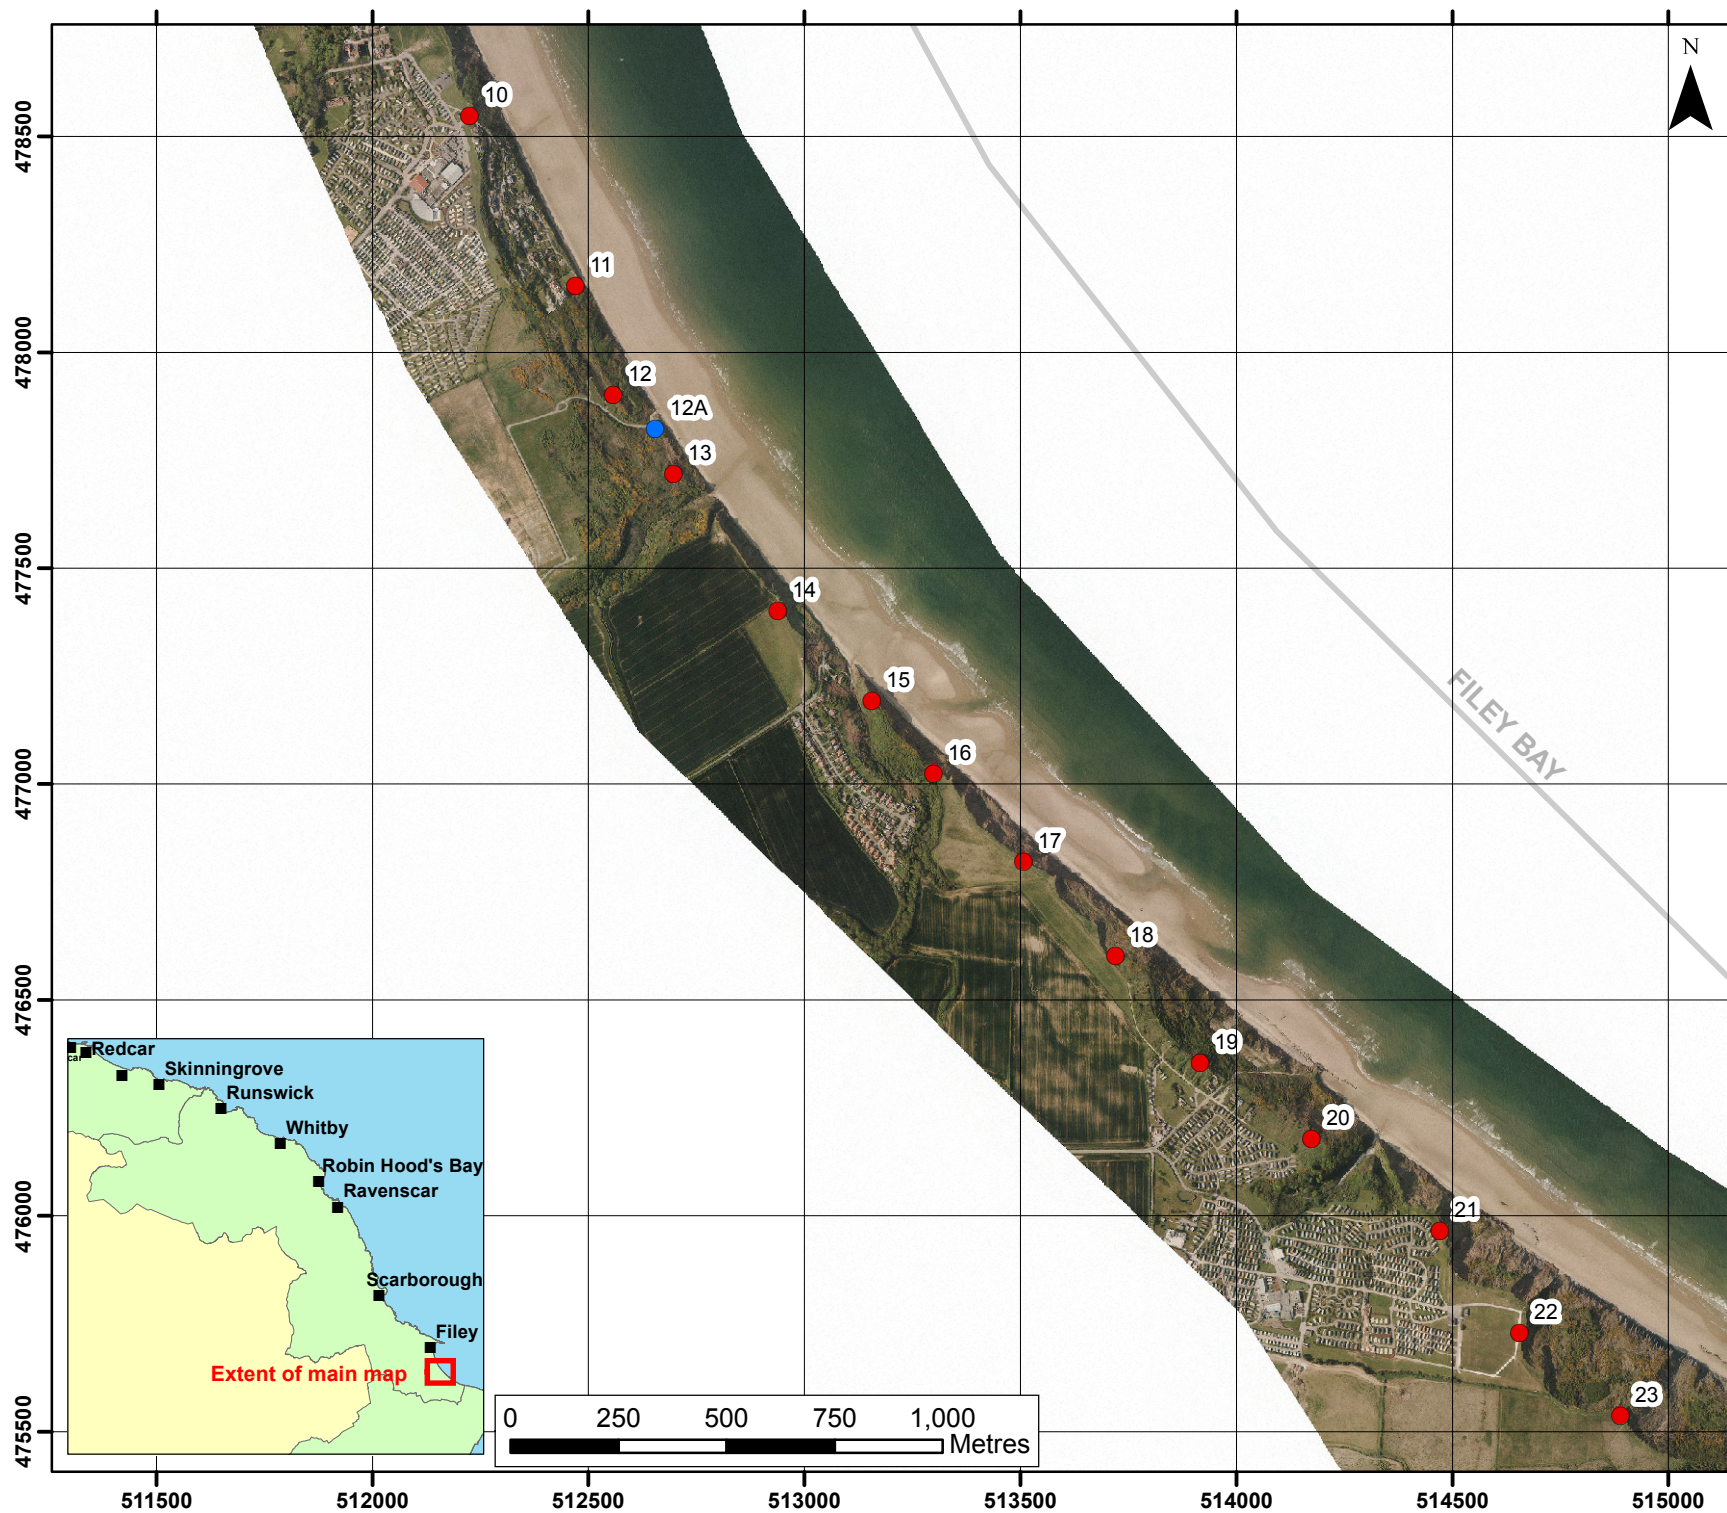 N
10
478500
11
478000
12
12A
13
477500
14
15
FILEY BAY
16
477000
17
18
476500
19
20
476000
21
22
23
475500
Redcar
car
Skinningrove
Runswick
Whitby
Robin Hood's Bay
Ravenscar
Scarborough
Filey
Extent of main map
0 250 500 750 1,000
Metres
511500 512000 512500 513000 513500 514000 514500 515000